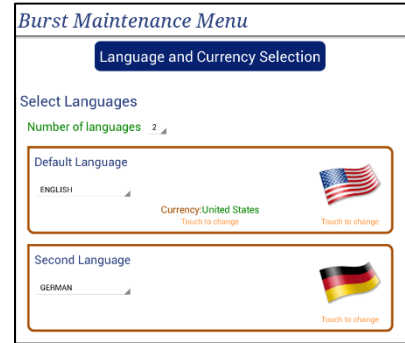 Burst Maintenance Menu
Language and Currency Selection
Select Languages
Number of languages 2
Default Language
ENGLISH
Currency:United States
Touch to change Touch to change
Second Language
GERMAN
Touch to change